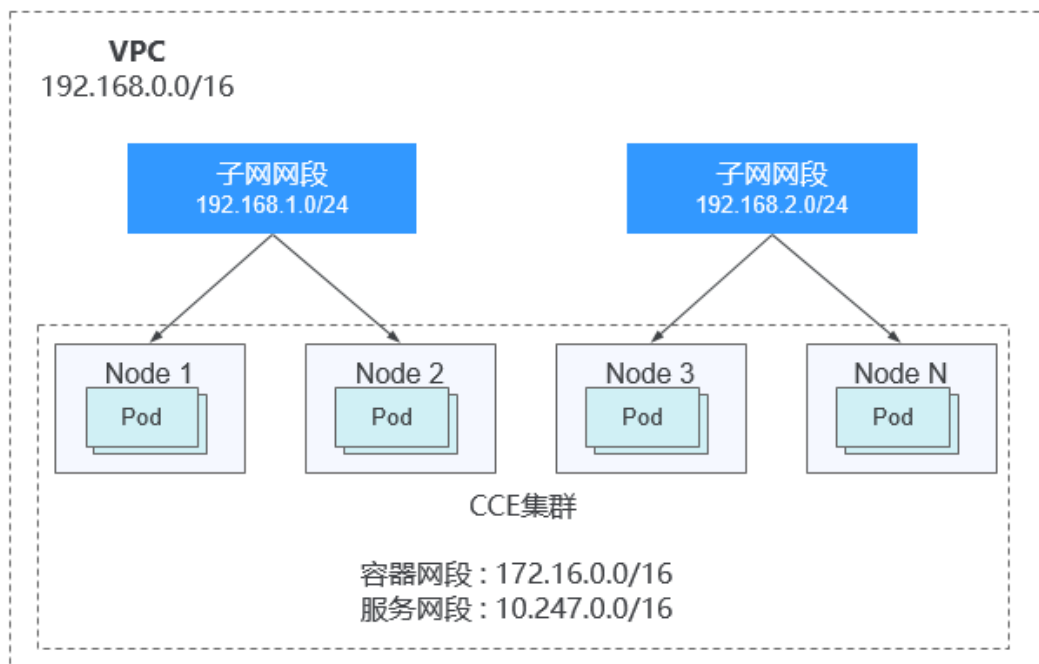 VPC
192.168.0.0/16
子网网段
192.168.1.0/24
子网网段
192.168.2.0/24
Node 1
Pod
Node 2
Pod
Node 3
Pod
Node N
Pod
CCE集群
容器网段 : 172.16.0.0/16
服务网段 : 10.247.0.0/16